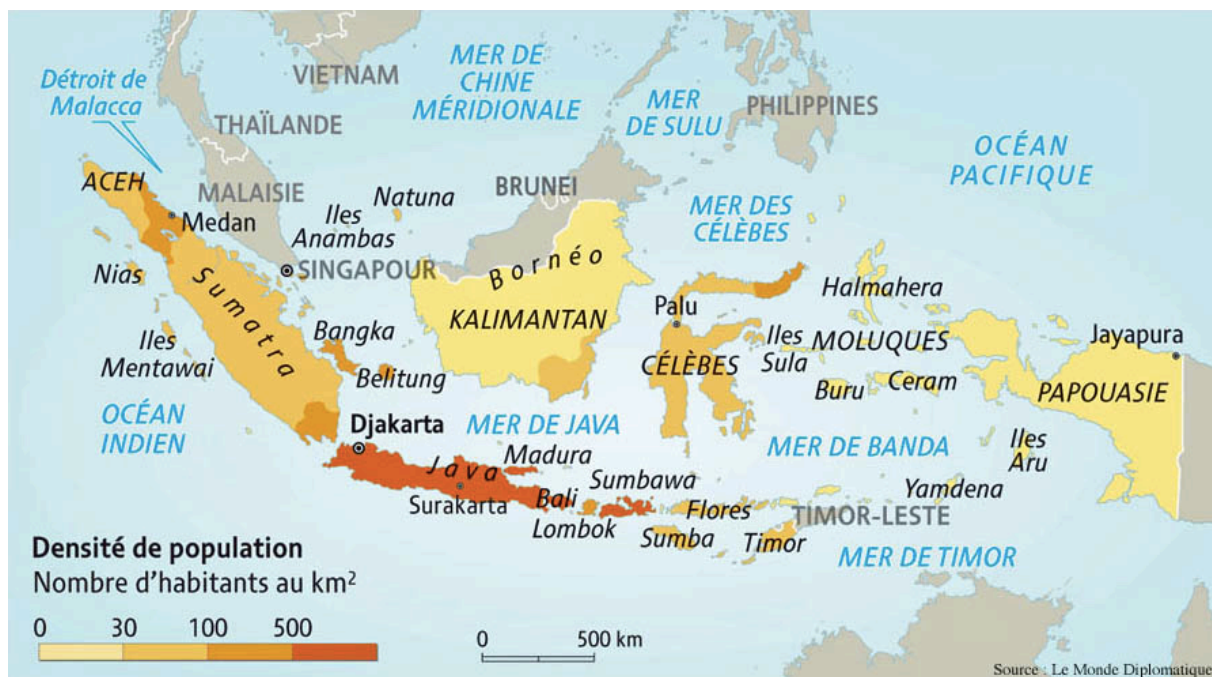 VIETNAM
MER DE
CHINE
MÉRIDIONALE
Détroit de
Malacca
THAÏLANDE
MER
DE SULU
PHILIPPINES
OCÉAN
PACIFIQUE
ACEH
MALAISIE
Natuna
BRUNEI
Medan
Iles
Anambas
MER DES
CÉLÈBES
Nias
SINGAPOUR
Bornéo
Halmahera
Sumatra
KALIMANTAN
Palu
Iles
Sula
MOLUQUES
Jayapura
Bangka
Iles
Mentawai
Belitung
CÉLÈBES
Buru
Ceram
PAPOUASIE
OCÉAN
INDIEN
Djakarta
MER DE JAVA
MER DE BANDA
Iles
Aru
Java
Madura
Sumbawa
Surakarta
Bali
Lombok
Flores
Yamdena
TIMOR-LESTE
Sumba
Timor
MER DE TIMOR
Densité de population
Nombre d’habitants au km²
0 30 100 500
0 500 km
Source : Le Monde Diplomatique